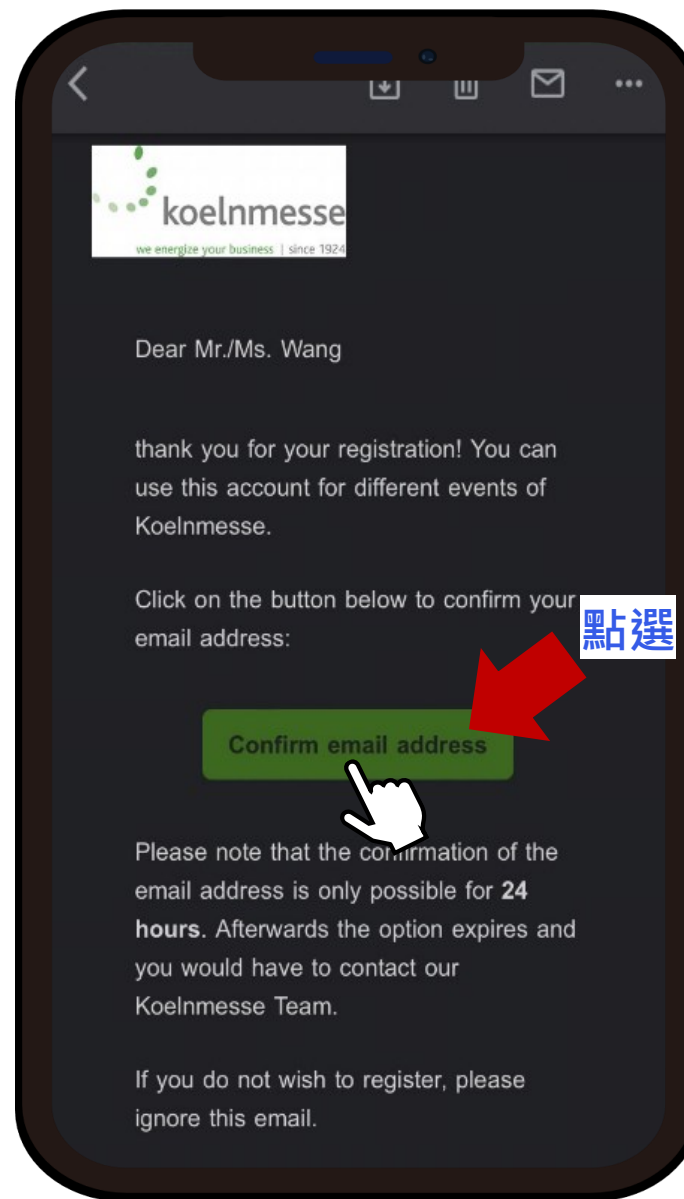 koelnmesse
we energize your business | since 1924
Dear Mr./Ms. Wang
thank you for your registration! You can
use this account for different events of
Koelnmesse.
Click on the button below to confirm your
email address:
點選
Confirm email address
Please note that the confirmation of the
email address is only possible for 24
hours. Afterwards the option expires and
you would have to contact our
Koelnmesse Team.
If you do not wish to register, please
ignore this email.